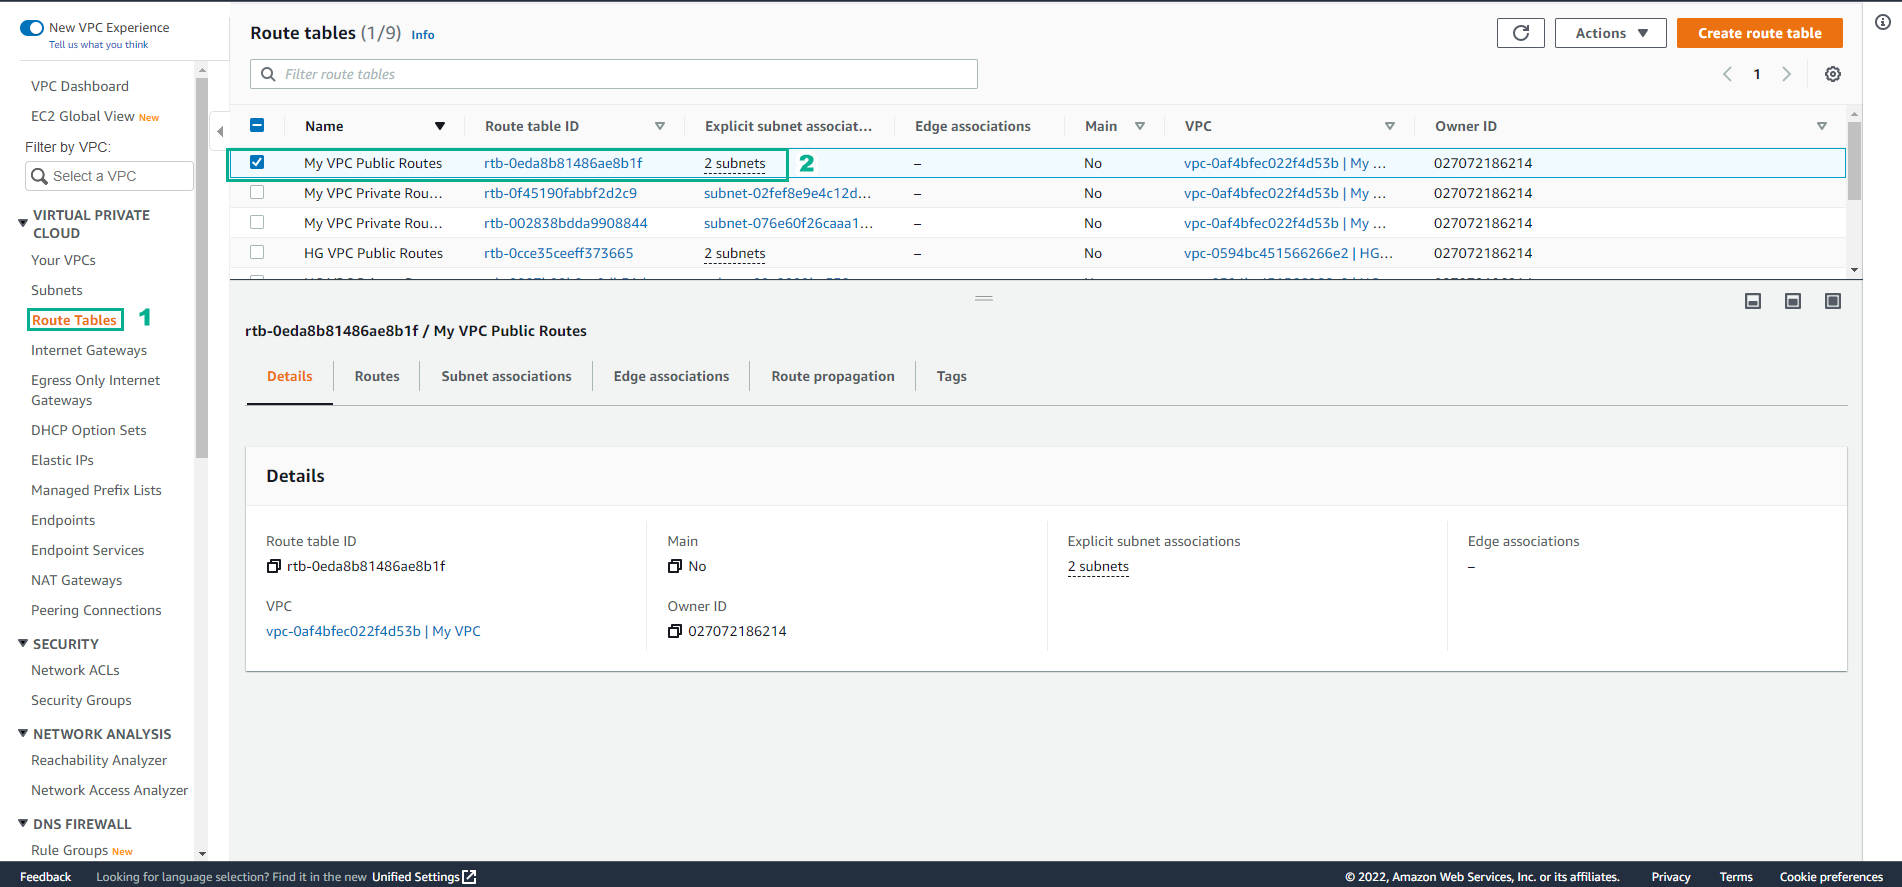 New VPC Experience
Tell us what you think
VPC Dashboard
EC2 Global View New
Filter by VPC:
Select a VPC
VIRTUAL PRIVATE
CLOUD
Your VPCs
Subnets
Route Tables 1
Internet Gateways
Egress Only Internet
Gateways
DHCP Option Sets
Elastic IPs
Managed Prefix Lists
Endpoints
Endpoint Services
NAT Gateways
Peering Connections
SECURITY
Network ACLs
Security Groups
NETWORK ANALYSIS
Reachability Analyzer
Network Access Analyzer
DNS FIREWALL
Rule Groups New
Route tables (1/9) Info
Actions
Create route table
Filter route tables
1
Name Route table ID Explicit subnet associat... Edge associations Main VPC Owner ID
My VPC Public Routes rtb-0eda8b81486ae8b1f 2 subnets 2 – No vpc-0af4bfec022f4d53b | My ... 027072186214
My VPC Private Rou... rtb-0f45190fabbf2d2c9 subnet-02fef8e9e4c12d... – No vpc-0af4bfec022f4d53b | My ... 027072186214
My VPC Private Rou... rtb-002838bdda9908844 subnet-076e60f26caaa1... – No vpc-0af4bfec022f4d53b | My ... 027072186214
HG VPC Public Routes rtb-0cce35ceeff373665 2 subnets – No vpc-0594bc451566266e2 | HG... 027072186214
rtb-0eda8b81486ae8b1f / My VPC Public Routes
Details Routes Subnet associations Edge associations Route propagation Tags
Details
Route table ID Main Explicit subnet associations Edge associations
rtb-0eda8b81486ae8b1f No 2 subnets –
VPC Owner ID
vpc-0af4bfec022f4d53b | My VPC 027072186214
Feedback Looking for language selection? Find it in the new Unified Settings © 2022, Amazon Web Services, Inc. or its affiliates. Privacy Terms Cookie preferences